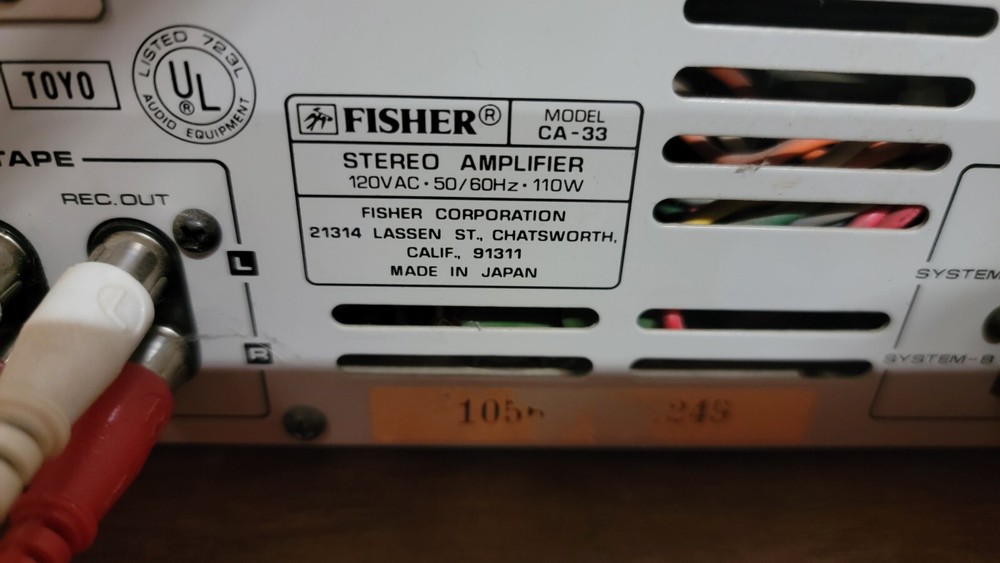 TOYO
LISTED 723L
UL®
AUDIO EQUIPMENT
TAPE
REC.OUT
L
R
FISHER®
MODEL
CA-33
STEREO AMPLIFIER
120VAC·50/60Hz·110W
FISHER CORPORATION
21314 LASSEN ST., CHATSWORTH,
CALIF., 91311
MADE IN JAPAN
SYSTEM
SYSTEM-B